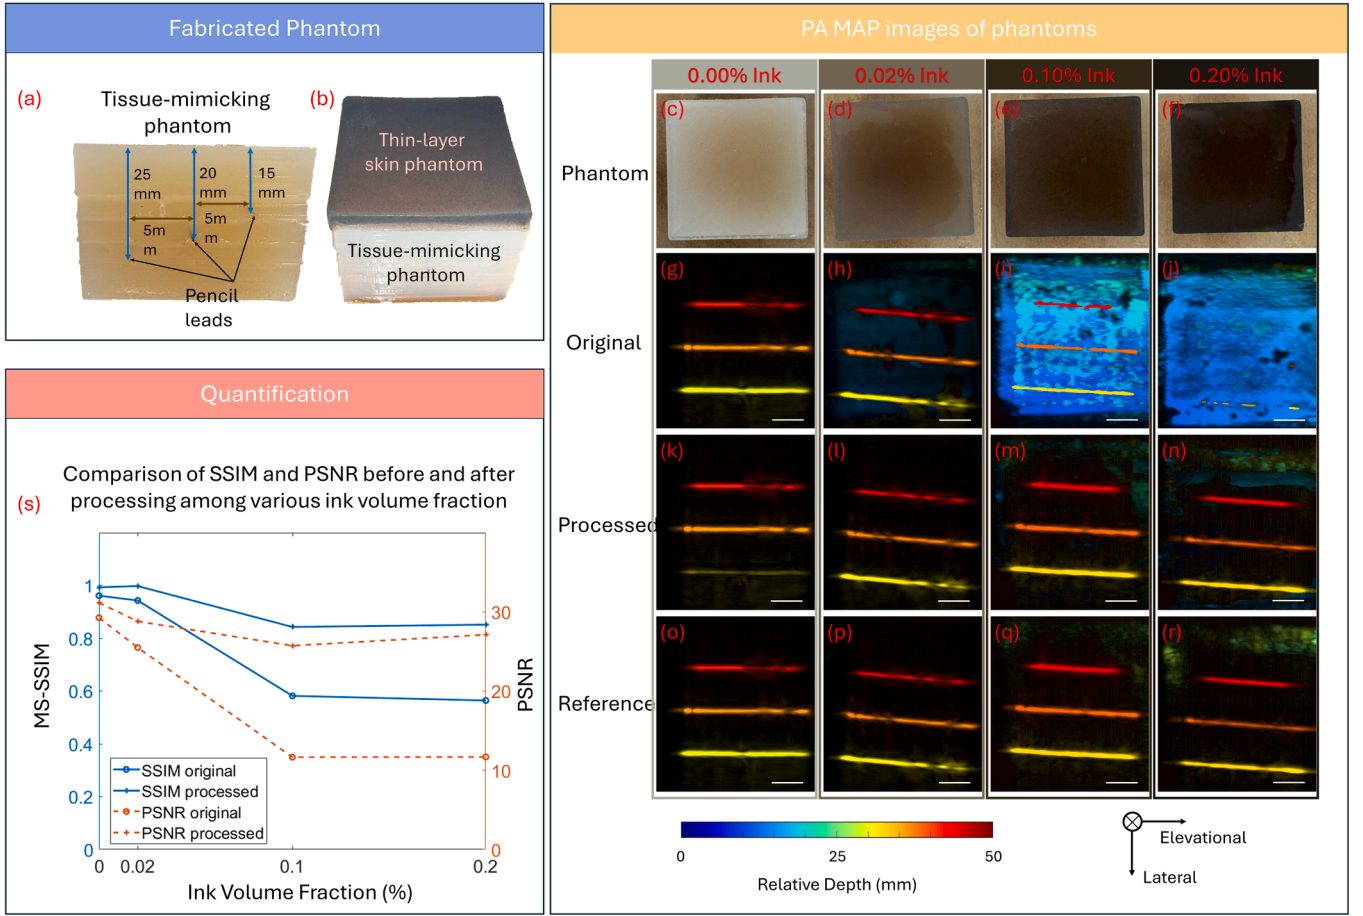 Fabricated Phantom
(a)
Tissue-mimicking
phantom
25
mm
20
mm
15
mm
5m
m
5m
m
Pencil
leads
(b)
Thin-layer
skin phantom
Tissue-mimicking
phantom
Quantification
(s)
Comparison of SSIM and PSNR before and after
processing among various ink volume fraction
MS-SSIM
1
0.8
0.6
0.4
0.2
0
PSNR
30
20
10
0
SSIM original
SSIM processed
PSNR original
PSNR processed
0 0.02 0.1 0.2
Ink Volume Fraction (%)
PA MAP images of phantoms
0.00% Ink 0.02% Ink 0.10% Ink 0.20% Ink
Phantom
(c) (d) (e) (f)
Original
(g) (h) (i) (j)
Processed
(k) (l) (m) (n)
Reference
(o) (p) (q) (r)
0 25 50
Relative Depth (mm)
Elevational
Lateral